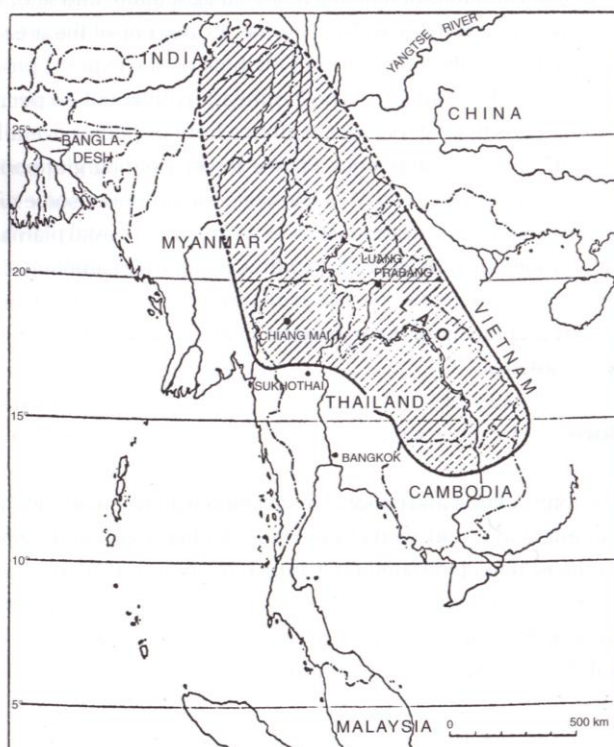 ?
INDIA
YANGTSE RIVER
CHINA
25°
BANGLA-
DESH
MYANMAR
LUANG
PRABANG
20°
LAO
VIETNAM
CHIANG MAI
SUKHOTHAI
THAILAND
15°
BANGKOK
CAMBODIA
10°
5°
MALAYSIA
0 500 km